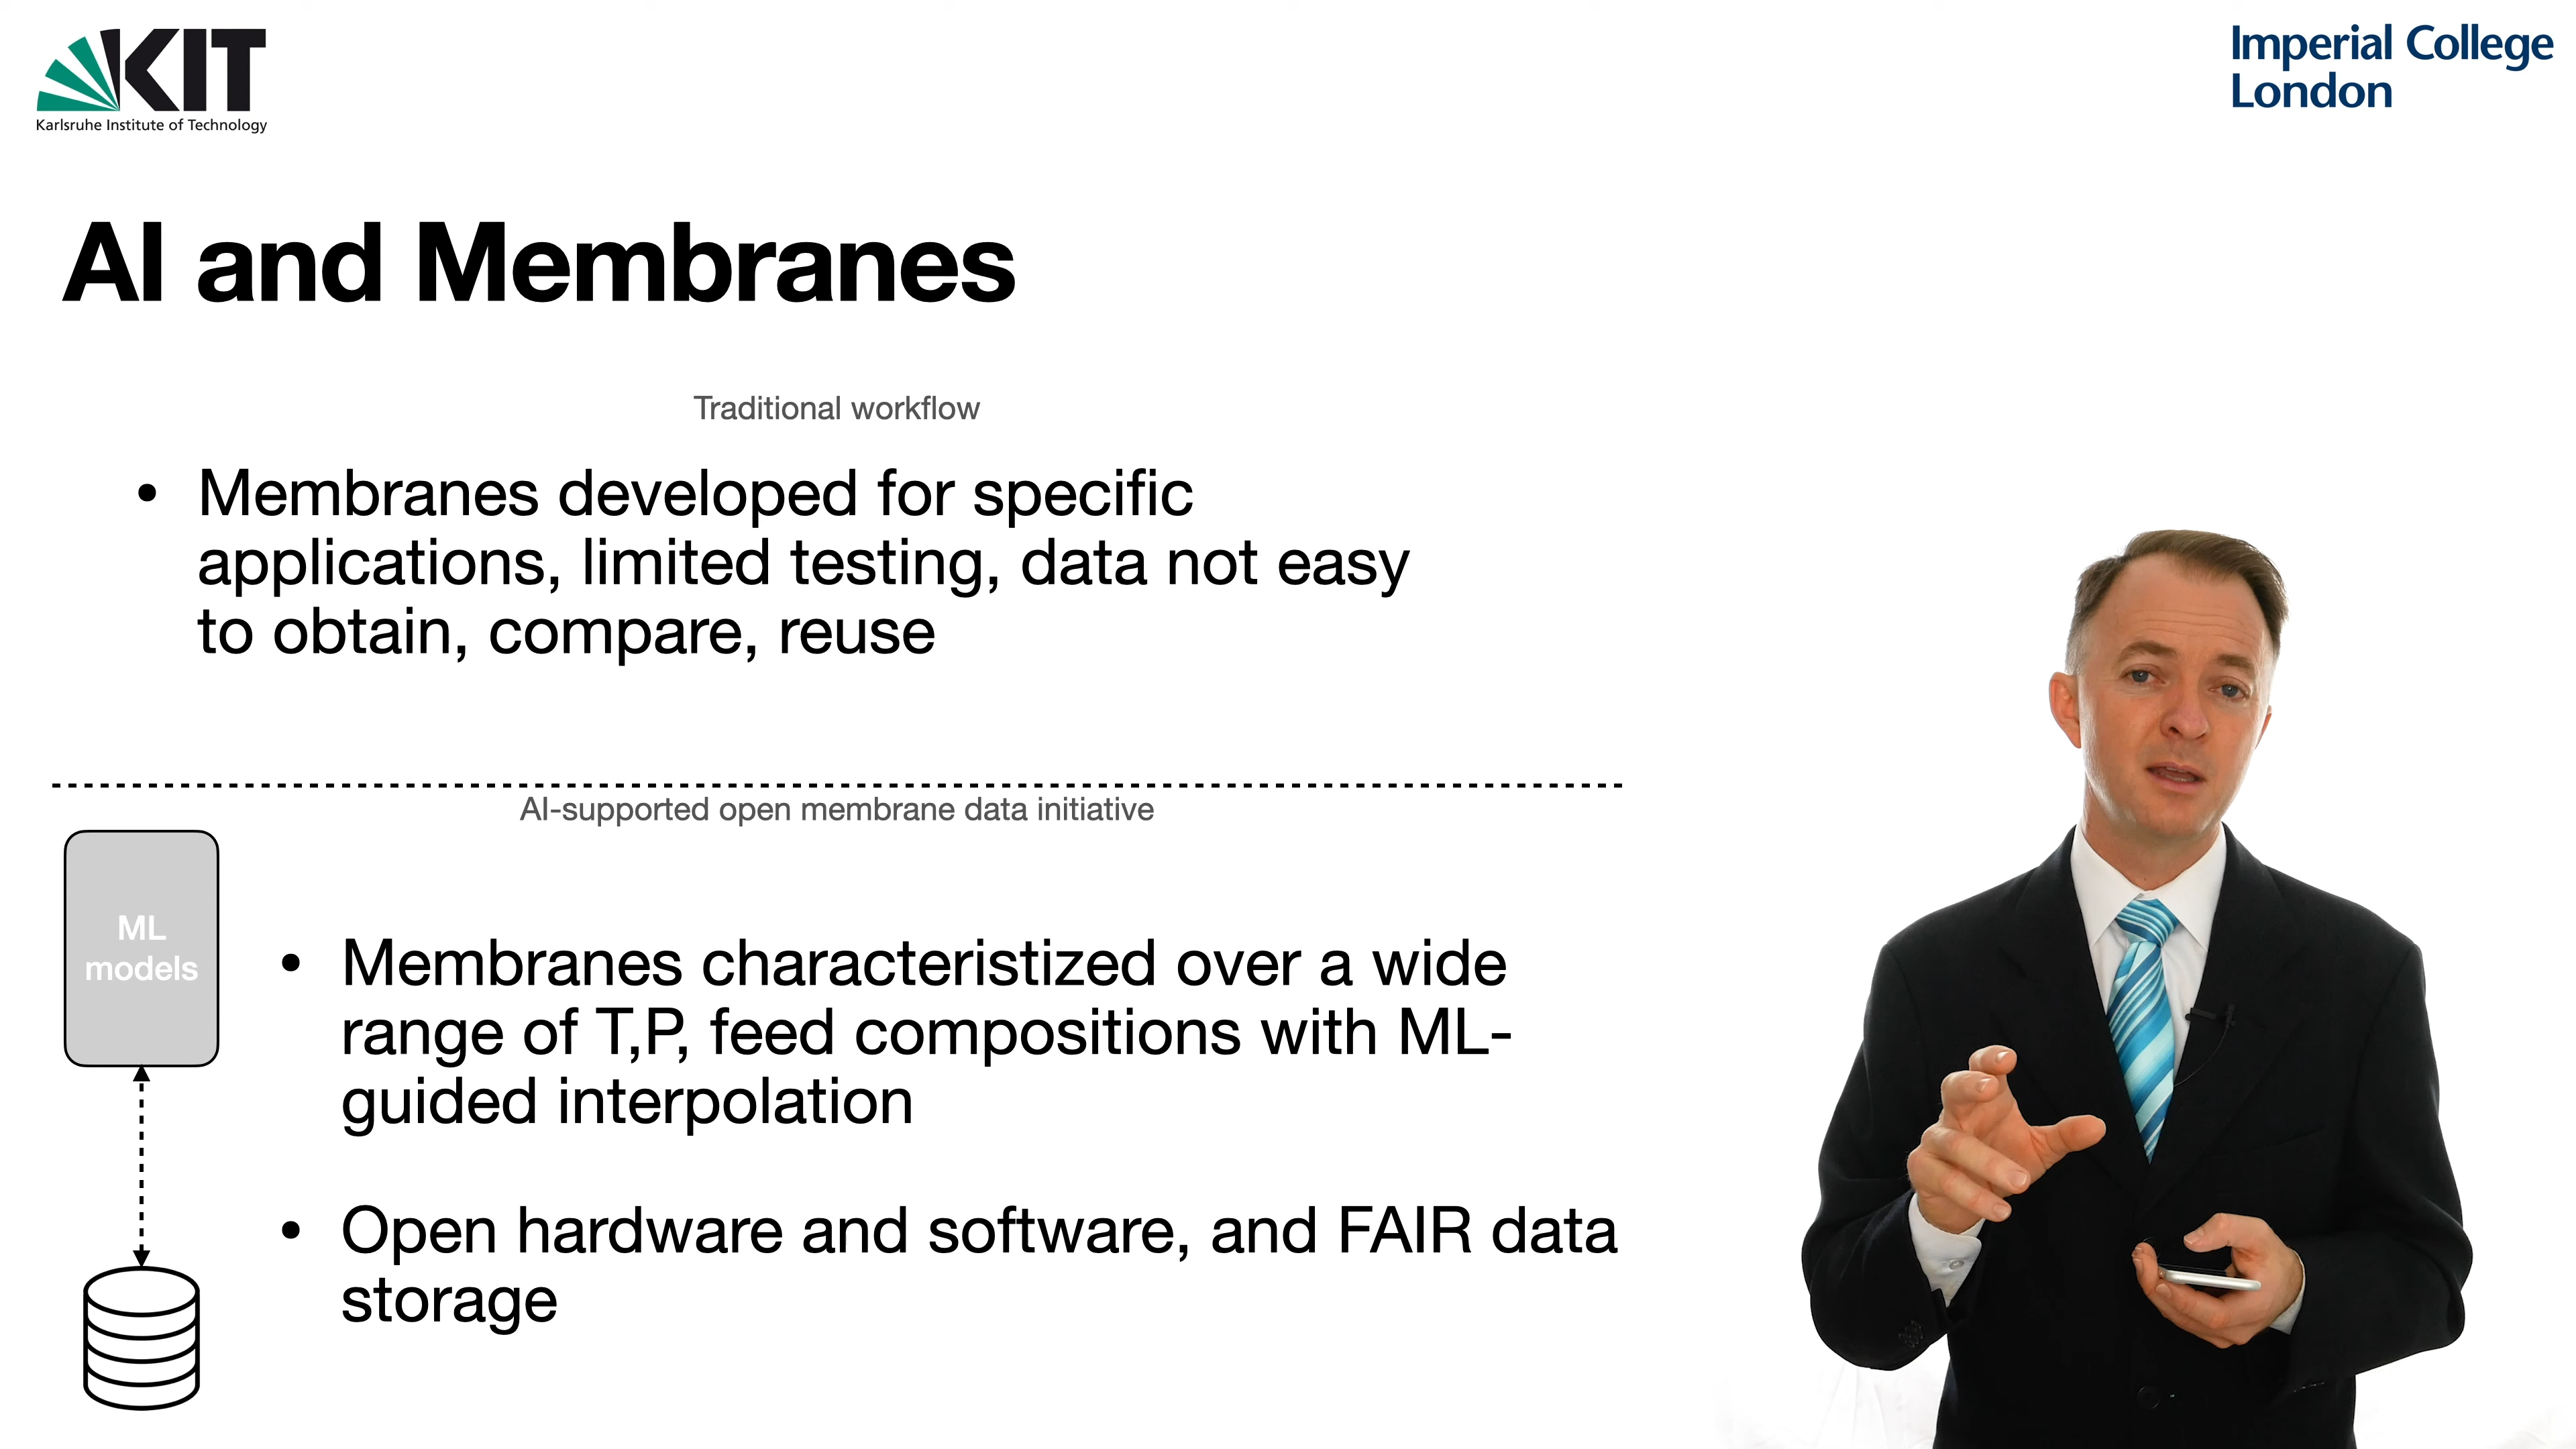 KIT
Karlsruhe Institute of Technology
Imperial College
London
AI and Membranes
Traditional workflow
• Membranes developed for specific
applications, limited testing, data not easy
to obtain, compare, reuse
AI-supported open membrane data initiative
ML
models
• Membranes characteristized over a wide
range of T,P, feed compositions with ML-
guided interpolation
• Open hardware and software, and FAIR data
storage